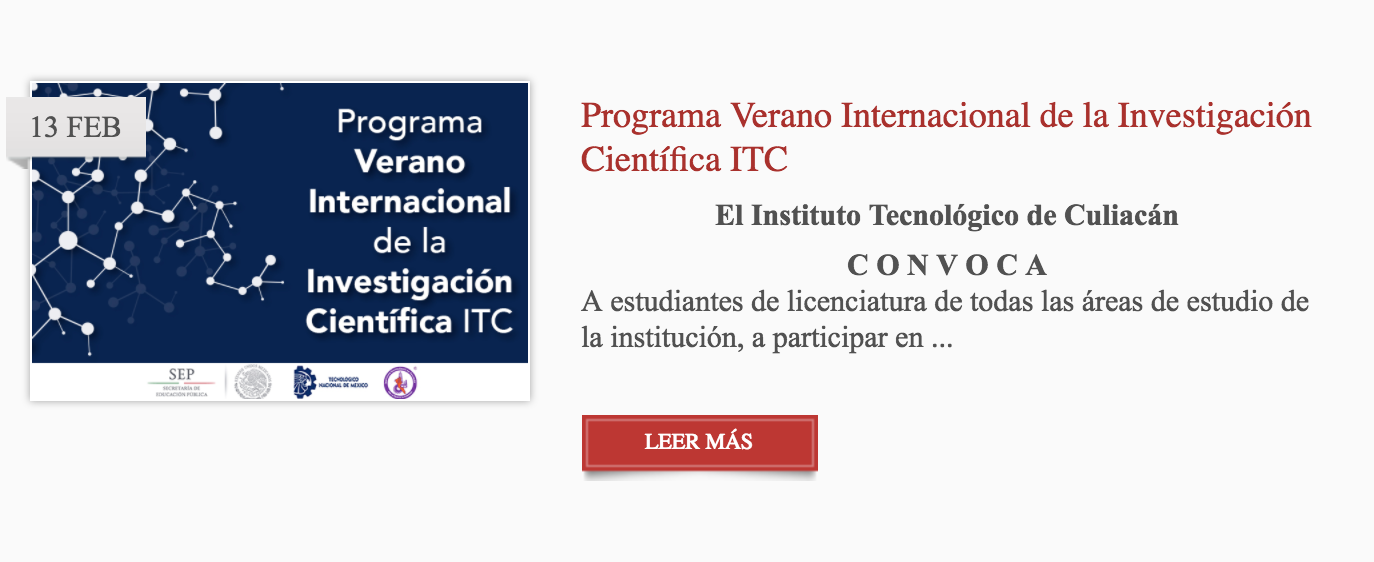 13 FEB
Programa
Verano
Internacional
de la
Investigación
Científica ITC
SEP
SECRETARÍA DE
EDUCACIÓN PÚBLICA
TECNOLÓGICO
NACIONAL DE MÉXICO
Programa Verano Internacional de la Investigación
Científica ITC
El Instituto Tecnológico de Culiacán
C O N V O C A
A estudiantes de licenciatura de todas las áreas de estudio de
la institución, a participar en ...
LEER MÁS